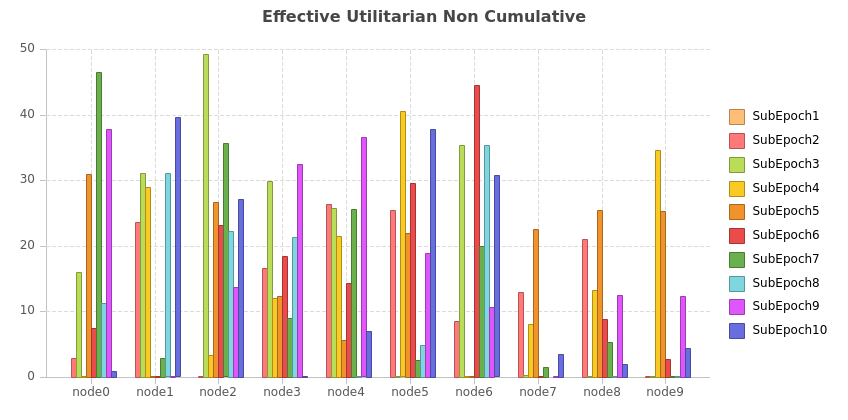 Effective Utilitarian Non Cumulative
50
40
30
20
10
0
node0 node1 node2 node3 node4 node5 node6 node7 node8 node9
SubEpoch1
SubEpoch2
SubEpoch3
SubEpoch4
SubEpoch5
SubEpoch6
SubEpoch7
SubEpoch8
SubEpoch9
SubEpoch10